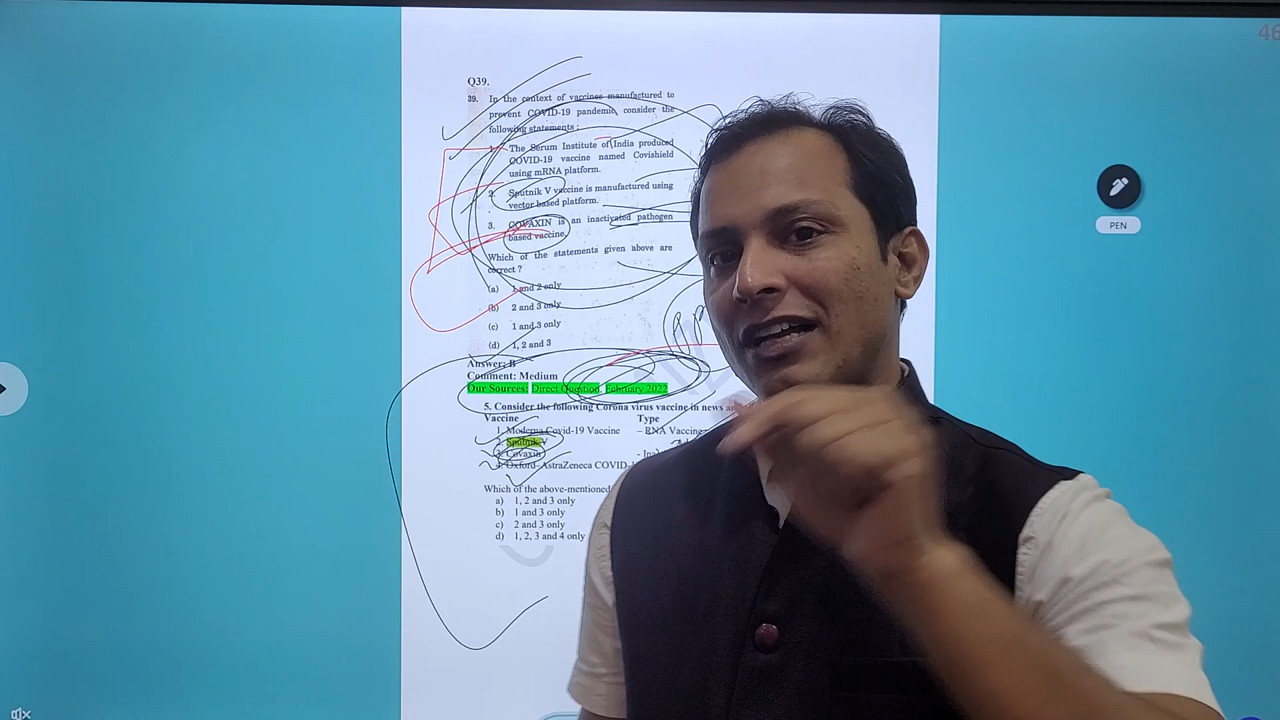 46
Q39.
39. In the context of vaccines manufactured to
prevent COVID-19 pandemic, consider the
following statements :
1. The Serum Institute of India produced
COVID-19 vaccine named Covishield
using mRNA platform.
2. Sputnik V vaccine is manufactured using
vector based platform.
3. COVAXIN is an inactivated pathogen
based vaccine.
Which of the statements given above are
correct ?
(a) 1 and 2 only
(b) 2 and 3 only
(c) 1 and 3 only
(d) 1, 2 and 3
Answer: B
Comment: Medium
Our Sources: Direct Question, February 2022
5. Consider the following Corona virus vaccine in news
Vaccine Type
1. Moderna Covid-19 Vaccine – RNA Vaccine
2. Sputnik V
3. Covaxin
4. Oxford-AstraZeneca COVID-
Which of the above-mentioned
a) 1, 2 and 3 only
b) 1 and 3 only
c) 2 and 3 only
d) 1, 2, 3 and 4 only
PEN